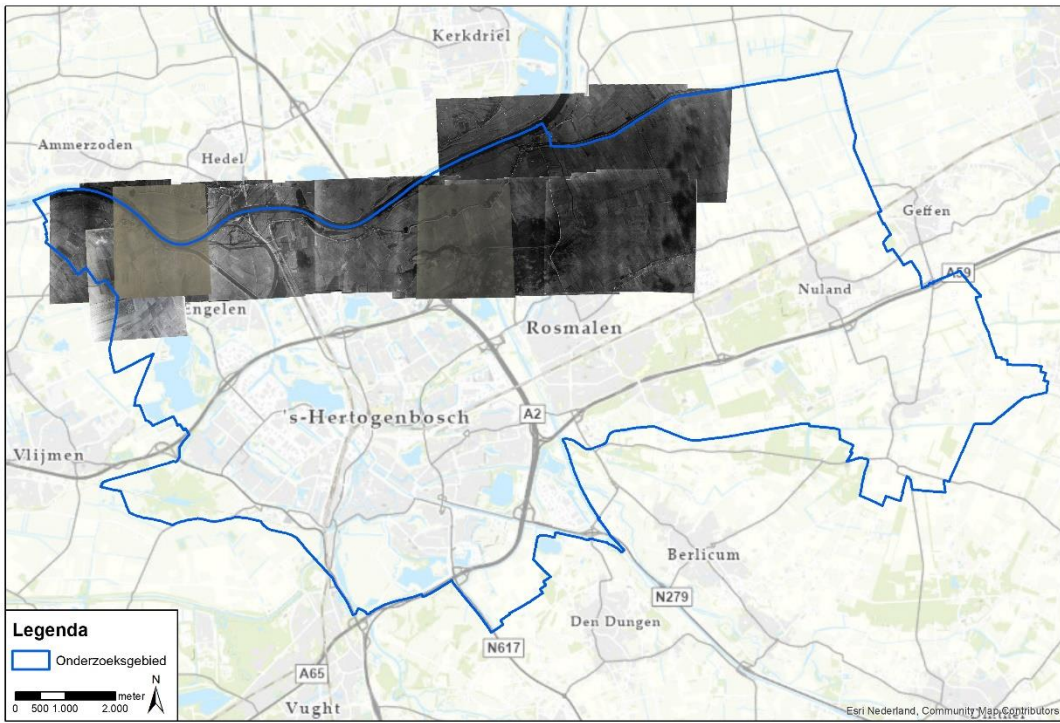 Kerkdriel
Ammerzoden
Hedel
Geffen
A59
Nuland
Engelen
Rosmalen
's-Hertogenbosch
A2
Vlijmen
Berlicum
N279
Den Dungen
N617
A65
Vught
Legenda
Onderzoeksgebied
meter
0 500 1.000 2.000
N
Esri Nederland, Community Map Contributors